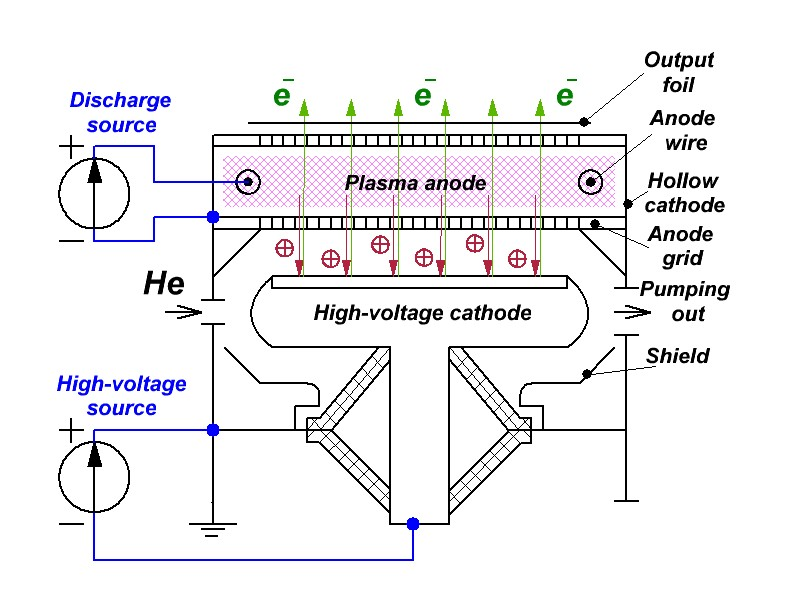 Output
foil
e̅
e̅
e̅
Discharge
source
+
−
Anode
wire
Plasma anode
Hollow
cathode
Anode
grid
⊕ ⊕ ⊕ ⊕ ⊕ ⊕
He
Pumping
out
High-voltage cathode
Shield
High-voltage
source
+
−